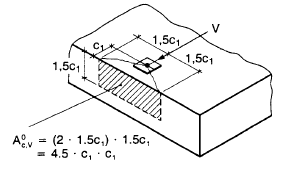 V
1,5c₁
c₁
1,5c₁
1,5c₁
A⁰c,v = (2 · 1.5c₁) · 1.5c₁
= 4.5 · c₁ · c₁